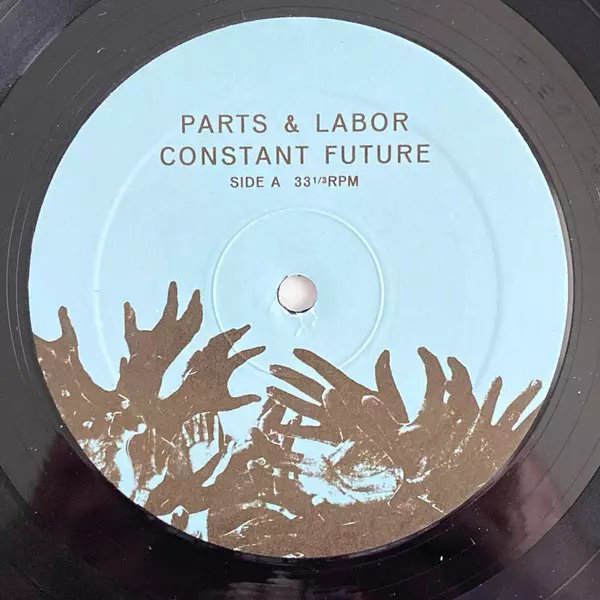 PARTS & LABOR
CONSTANT FUTURE
SIDE A 33 1/3 RPM